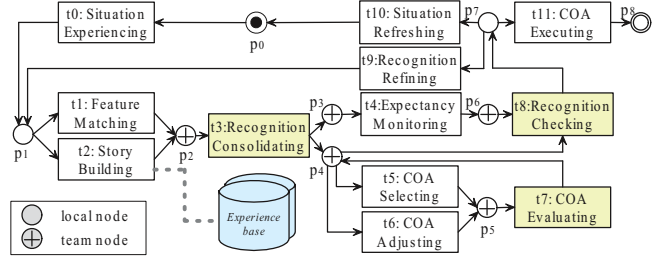 t0: Situation
Experiencing
p0
t10: Situation
Refreshing
p7
t11: COA
Executing
p8
t9:Recognition
Refining
p1
t1: Feature
Matching
t2: Story
Building
p2
t3:Recognition
Consolidating
p3
t4:Expectancy
Monitoring
p6
t8:Recognition
Checking
p4
t5: COA
Selecting
t6: COA
Adjusting
p5
t7: COA
Evaluating
Experience
base
local node
team node